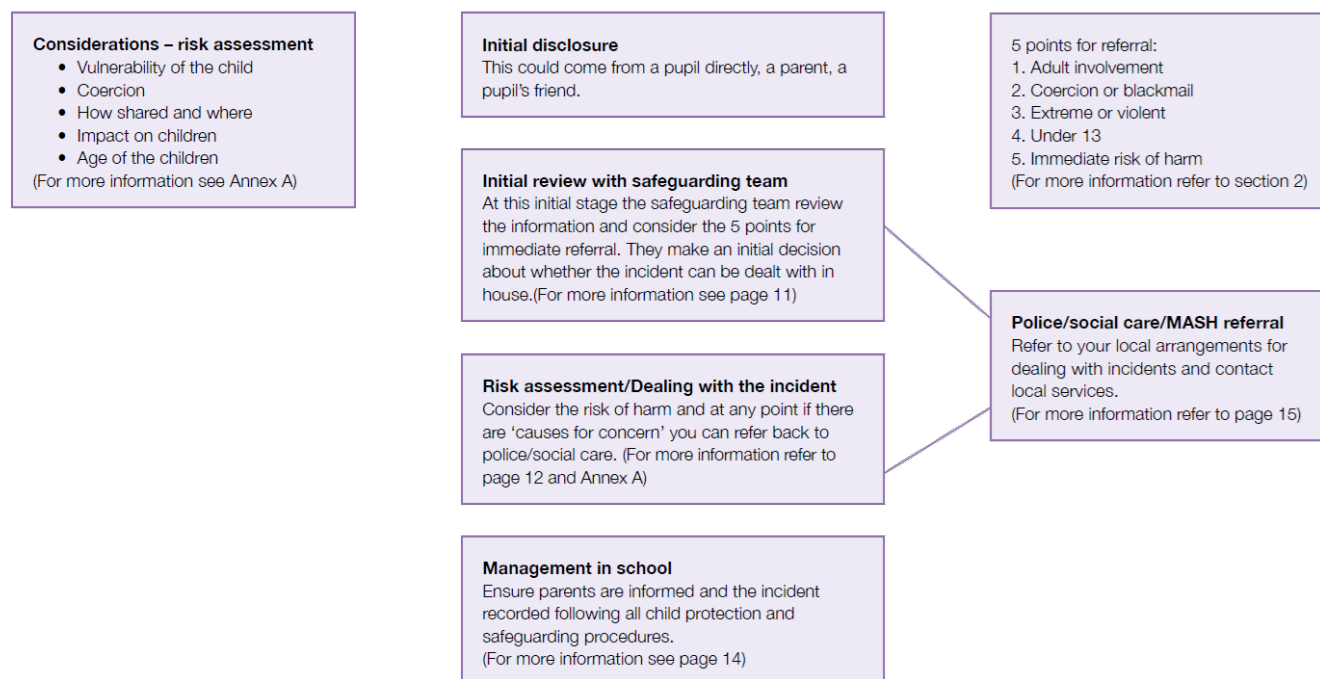 Considerations – risk assessment
• Vulnerability of the child
• Coercion
• How shared and where
• Impact on children
• Age of the children
(For more information see Annex A)
Initial disclosure
This could come from a pupil directly, a parent, a
pupil's friend.
5 points for referral:
1. Adult involvement
2. Coercion or blackmail
3. Extreme or violent
4. Under 13
5. Immediate risk of harm
(For more information refer to section 2)
Initial review with safeguarding team
At this initial stage the safeguarding team review
the information and consider the 5 points for
immediate referral. They make an initial decision
about whether the incident can be dealt with in
house.(For more information see page 11)
Police/social care/MASH referral
Refer to your local arrangements for
dealing with incidents and contact
local services.
(For more information refer to page 15)
Risk assessment/Dealing with the incident
Consider the risk of harm and at any point if there
are ‘causes for concern’ you can refer back to
police/social care. (For more information refer to
page 12 and Annex A)
Management in school
Ensure parents are informed and the incident
recorded following all child protection and
safeguarding procedures.
(For more information see page 14)